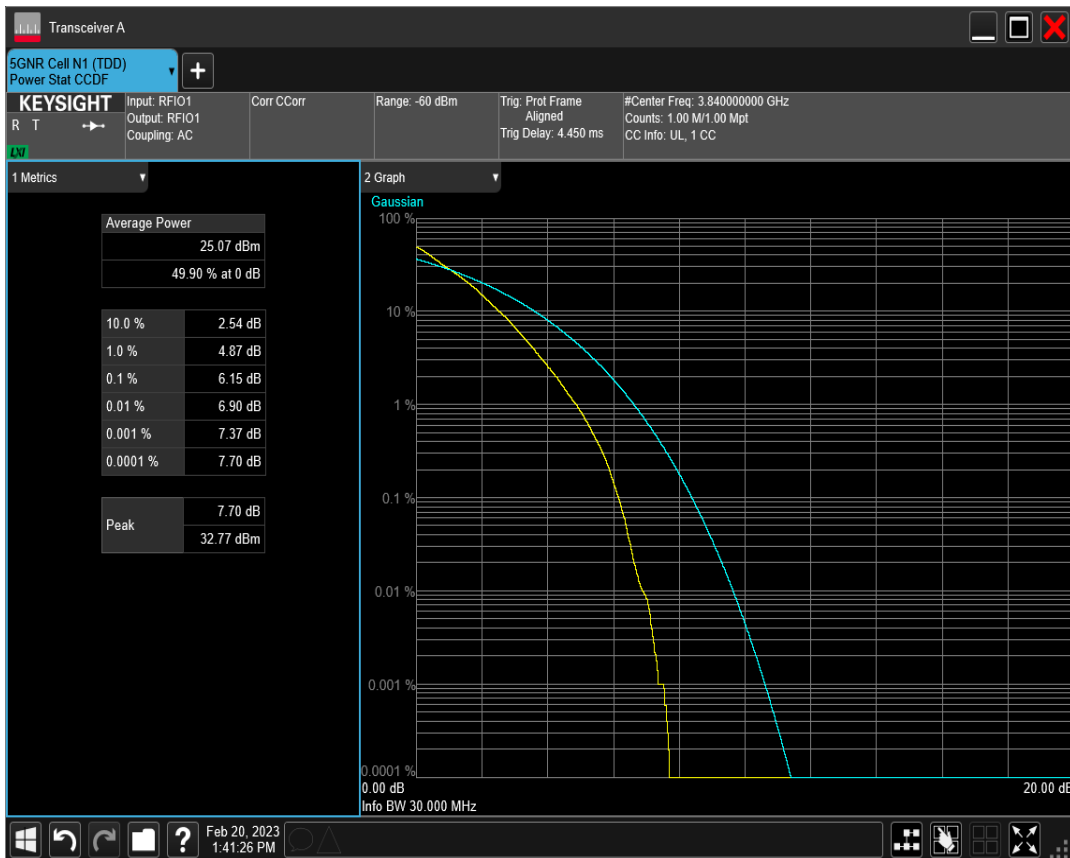 Transceiver A
5GNR Cell N1 (TDD)
Power Stat CCDF
KEYSIGHT
R T
LXI
Input: RFIO1
Output: RFIO1
Coupling: AC
Corr CCorr
Range: -60 dBm
Trig: Prot Frame
Aligned
Trig Delay: 4.450 ms
#Center Freq: 3.840000000 GHz
Counts: 1.00 M/1.00 Mpt
CC Info: UL, 1 CC
1 Metrics
Average Power
25.07 dBm
49.90 % at 0 dB
10.0 % 2.54 dB
1.0 % 4.87 dB
0.1 % 6.15 dB
0.01 % 6.90 dB
0.001 % 7.37 dB
0.0001 % 7.70 dB
Peak 7.70 dB
32.77 dBm
2 Graph
Gaussian
100 %
10 %
1 %
0.1 %
0.01 %
0.001 %
0.0001 %
0.00 dB 20.00 dB
Info BW 30.000 MHz
?
Feb 20, 2023
1:41:26 PM